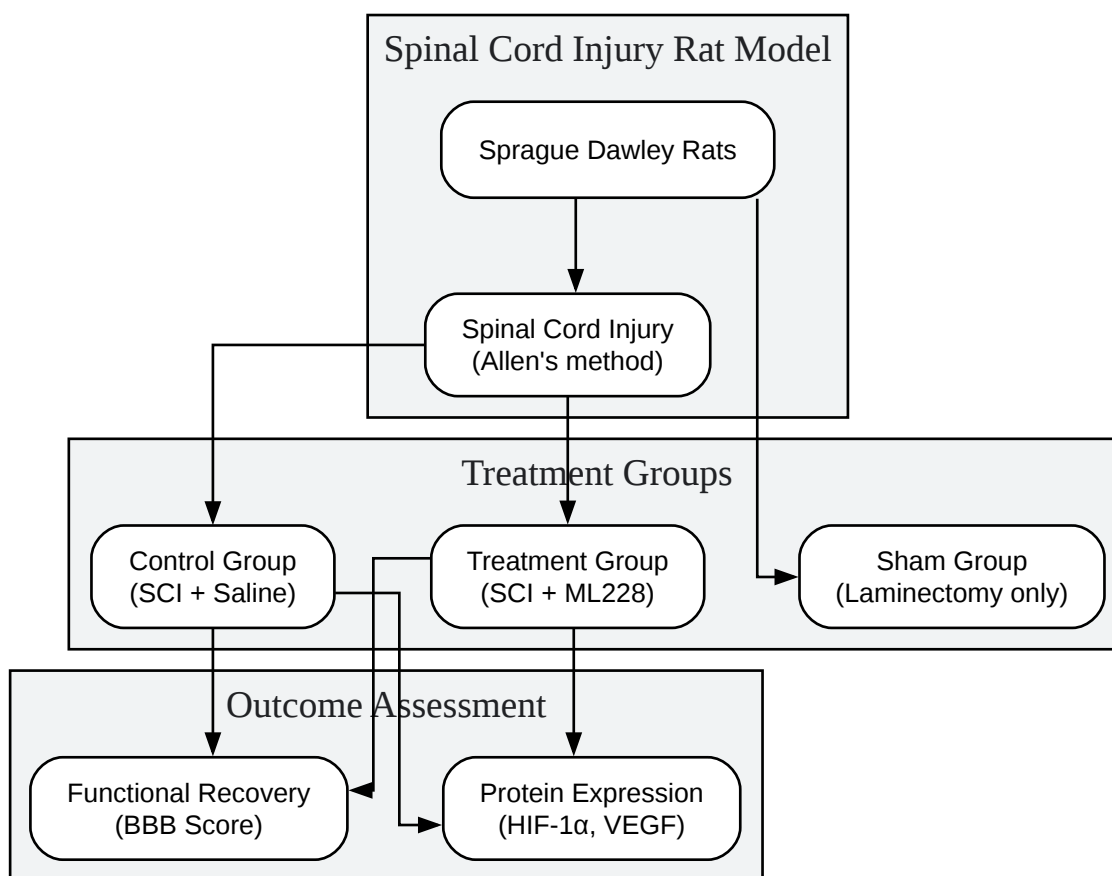 Spinal Cord Injury Rat Model
Sprague Dawley Rats
Spinal Cord Injury
(Allen's method)
Treatment Groups
Control Group
(SCI + Saline)
Treatment Group
(SCI + ML228)
Sham Group
(Laminectomy only)
Outcome Assessment
Functional Recovery
(BBB Score)
Protein Expression
(HIF-1α, VEGF)